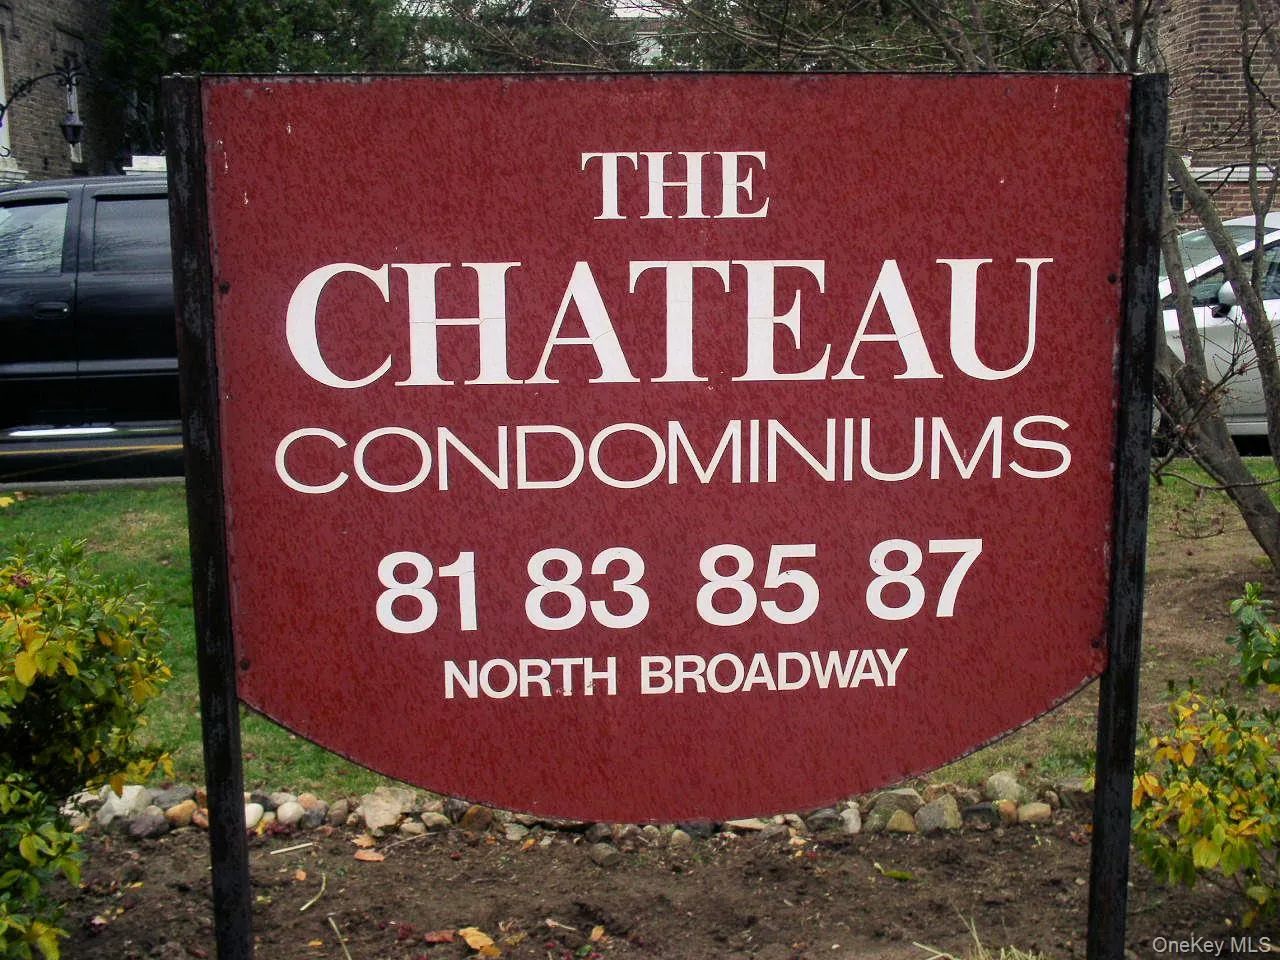 THE
CHATEAU
CONDOMINIUMS
81 83 85 87
NORTH BROADWAY
OneKey MLS